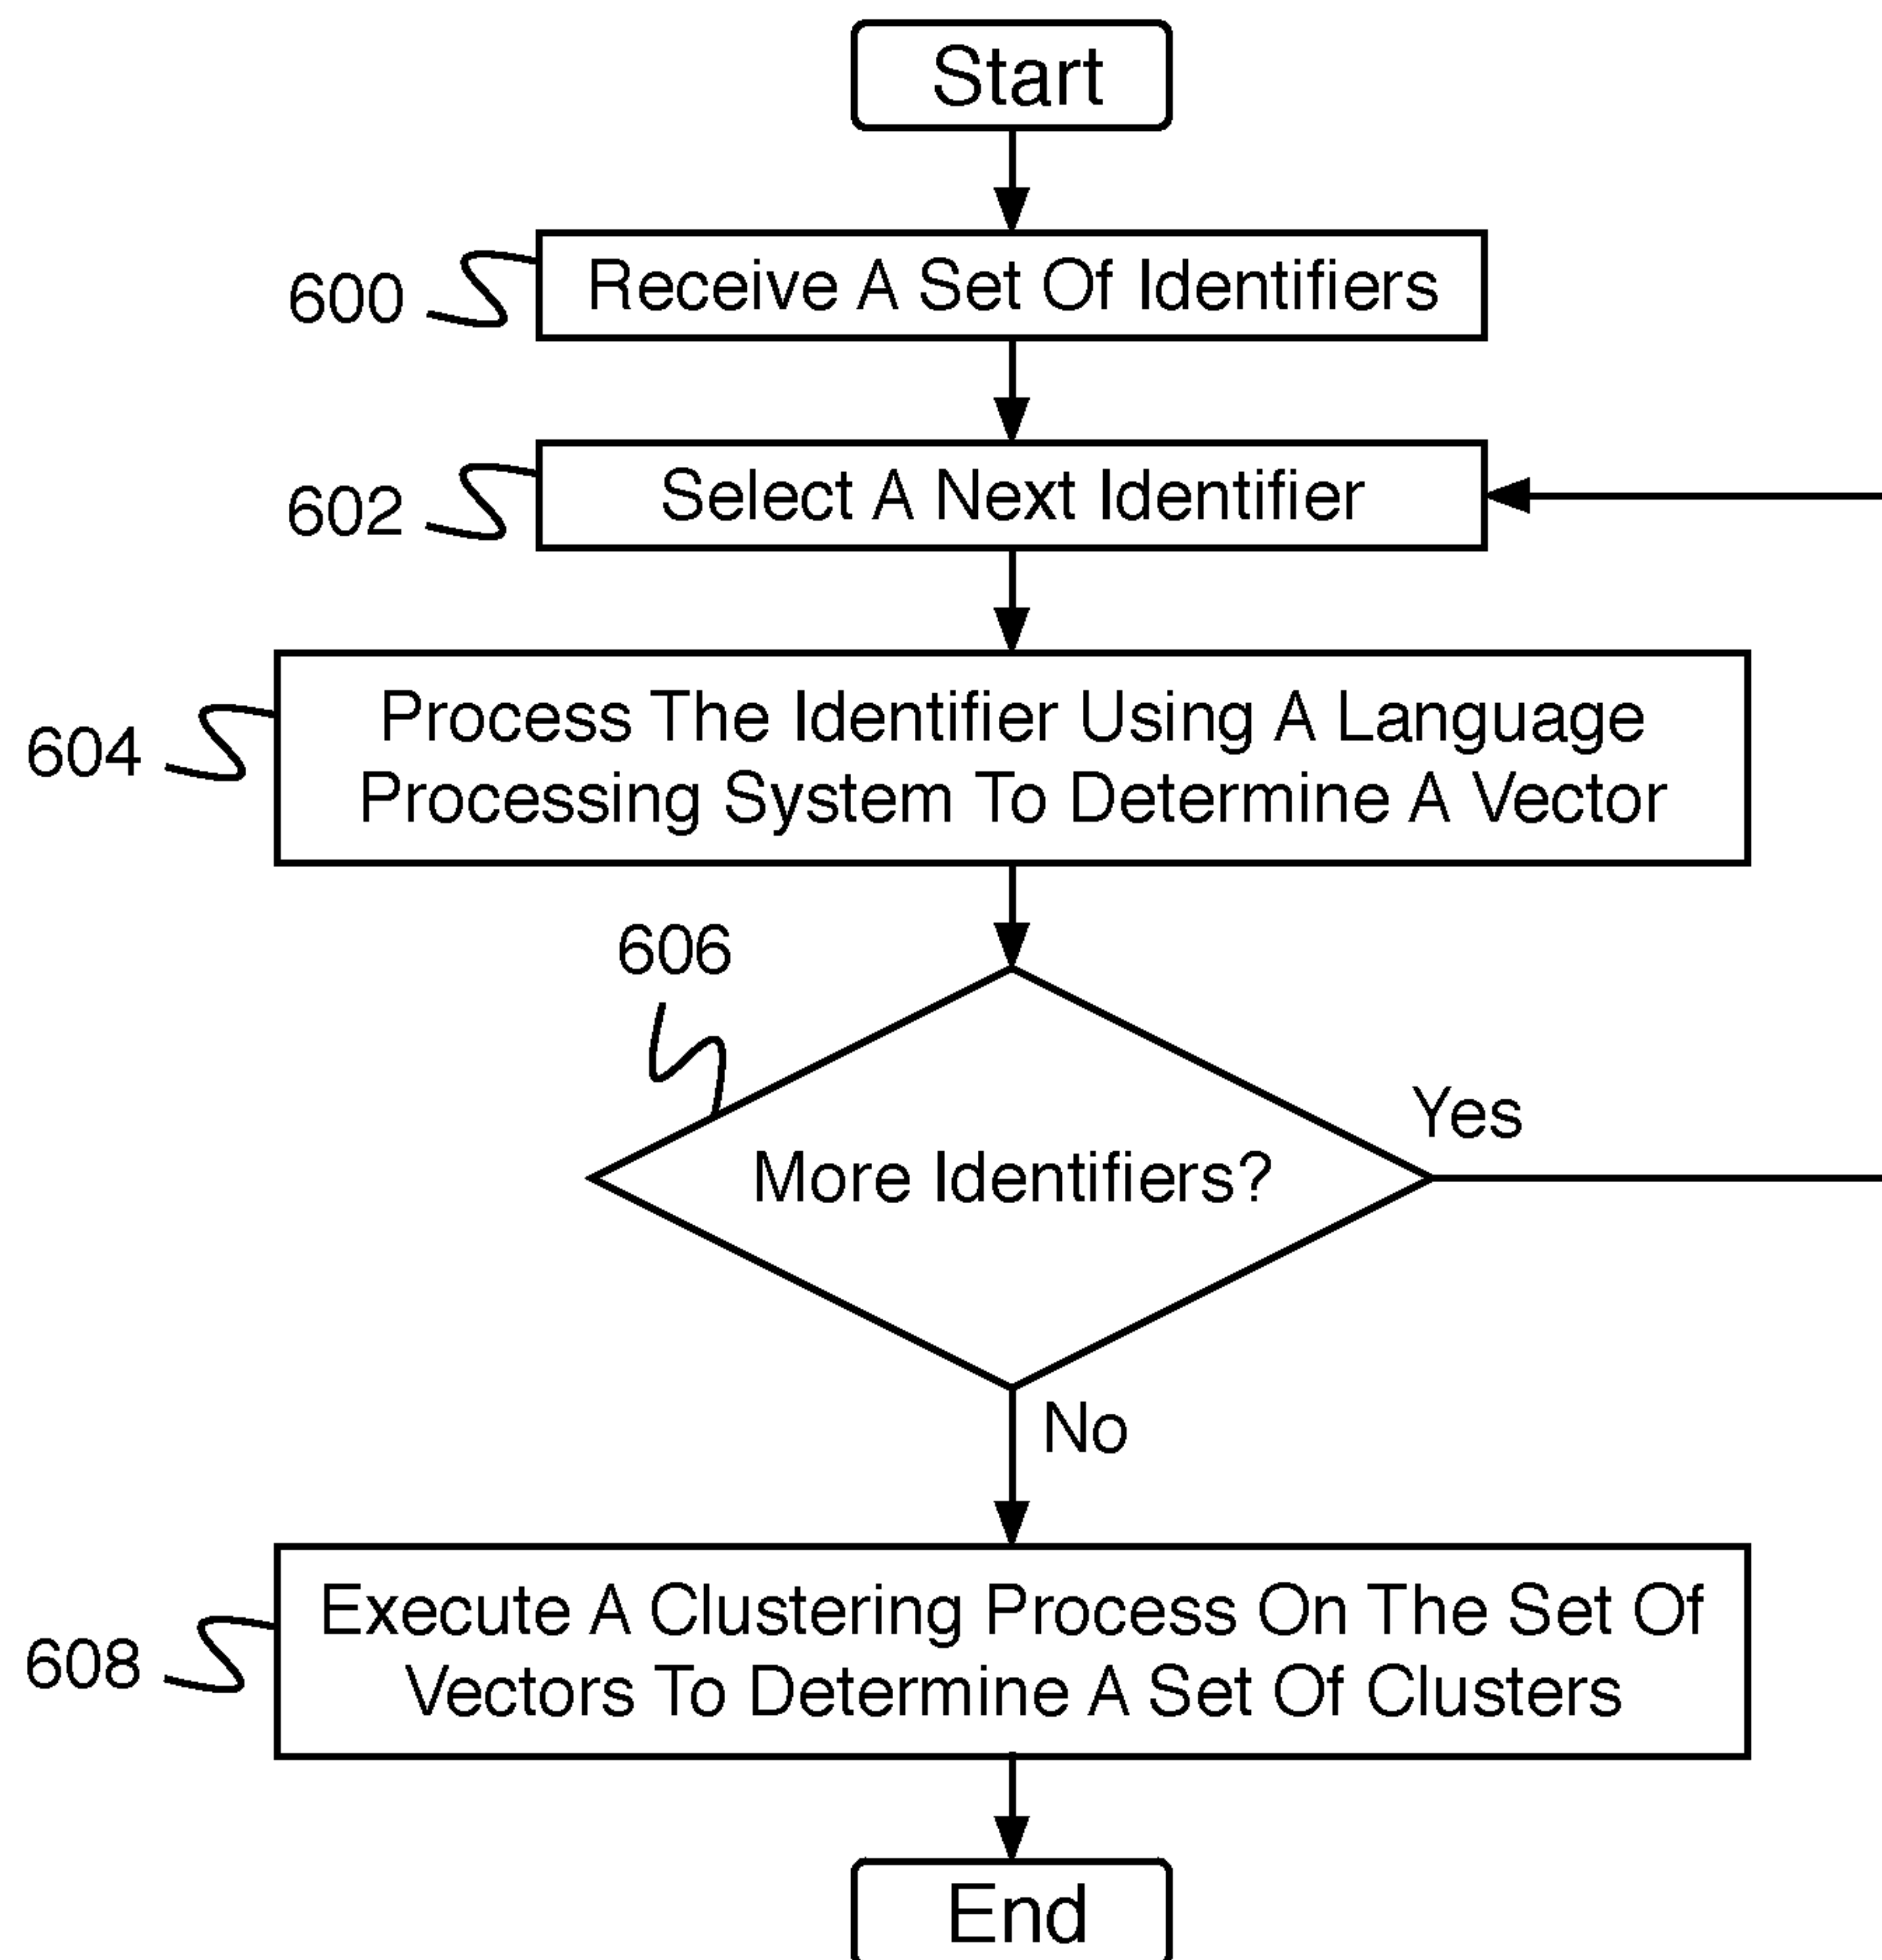 Start
600
Receive A Set Of Identifiers
602
Select A Next Identifier
604
Process The Identifier Using A Language
Processing System To Determine A Vector
606
More Identifiers?
Yes
No
608
Execute A Clustering Process On The Set Of
Vectors To Determine A Set Of Clusters
End